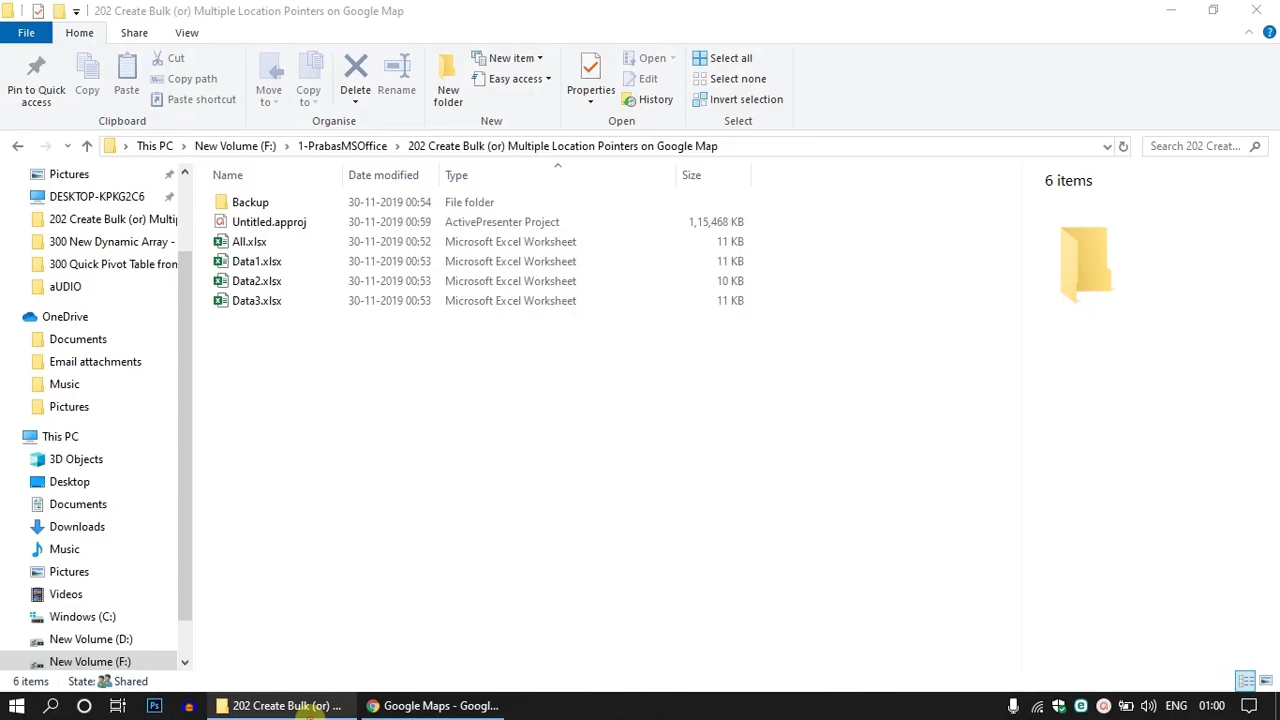 202 Create Bulk (or) Multiple Location Pointers on Google Map
File Home Share View
Pin to Quick access
Copy
Paste
Cut
Copy path
Paste shortcut
Clipboard
Move to
Copy to
Delete
Rename
Organise
New folder
New item
Easy access
New
Properties
Open
Edit
History
Open
Select all
Select none
Invert selection
Select
This PC New Volume (F:) 1-PrabasMSOffice 202 Create Bulk (or) Multiple Location Pointers on Google Map
Search 202 Creat...
Pictures
DESKTOP-KPKG2C6
202 Create Bulk (or) Multip
300 New Dynamic Array -
300 Quick Pivot Table from
aUDIO
OneDrive
Documents
Email attachments
Music
Pictures
This PC
3D Objects
Desktop
Documents
Downloads
Music
Pictures
Videos
Windows (C:)
New Volume (D:)
New Volume (F:)
Name Date modified Type Size
Backup 30-11-2019 00:54 File folder
Untitled.approj 30-11-2019 00:59 ActivePresenter Project 1,15,468 KB
All.xlsx 30-11-2019 00:52 Microsoft Excel Worksheet 11 KB
Data1.xlsx 30-11-2019 00:53 Microsoft Excel Worksheet 11 KB
Data2.xlsx 30-11-2019 00:53 Microsoft Excel Worksheet 10 KB
Data3.xlsx 30-11-2019 00:53 Microsoft Excel Worksheet 11 KB
6 items
6 items State: Shared
Ps
202 Create Bulk (or) ...
Google Maps - Googl...
ENG 01:00